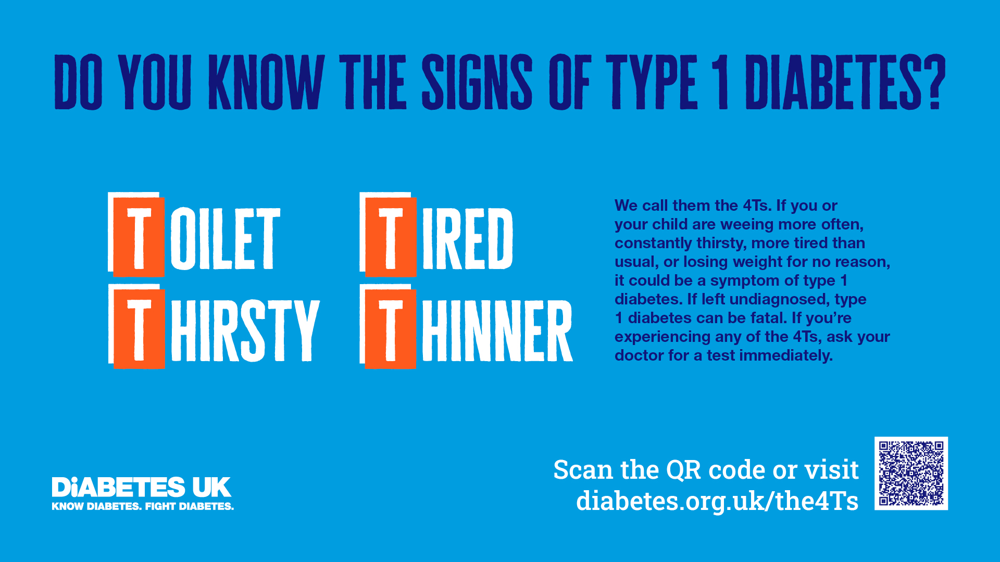 DO YOU KNOW THE SIGNS OF TYPE 1 DIABETES?
TOILET
TIRED
THIRSTY
THINNER
We call them the 4Ts. If you or
your child are weeing more often,
constantly thirsty, more tired than
usual, or losing weight for no reason,
it could be a symptom of type 1
diabetes. If left undiagnosed, type
1 diabetes can be fatal. If you’re
experiencing any of the 4Ts, ask your
doctor for a test immediately.
DiABETES UK
KNOW DIABETES. FIGHT DIABETES.
Scan the QR code or visit
diabetes.org.uk/the4Ts